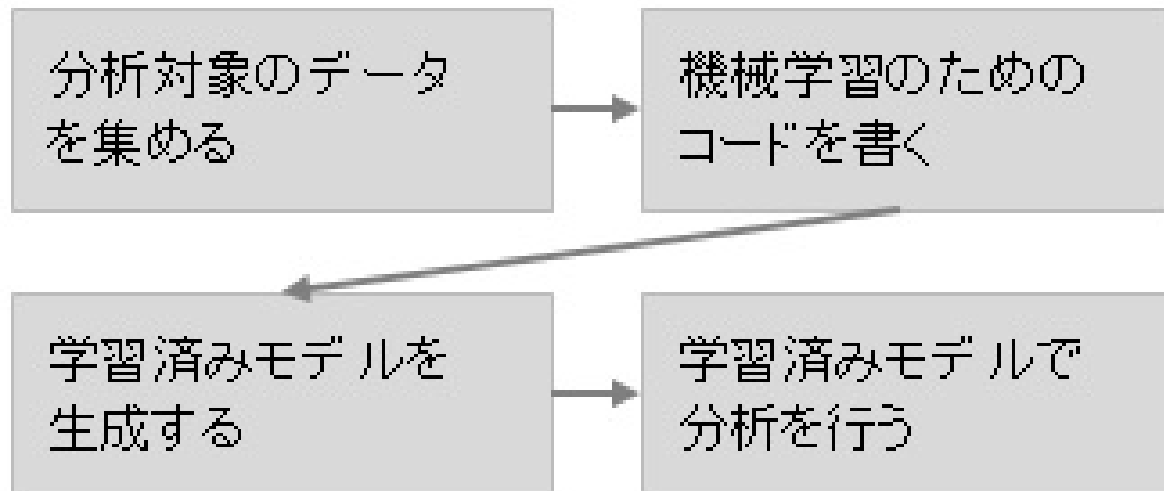 分析対象のデータ
を集める
機械学習のための
コードを書く
学習済みモデルを
生成する
学習済みモデルで
分析を行う